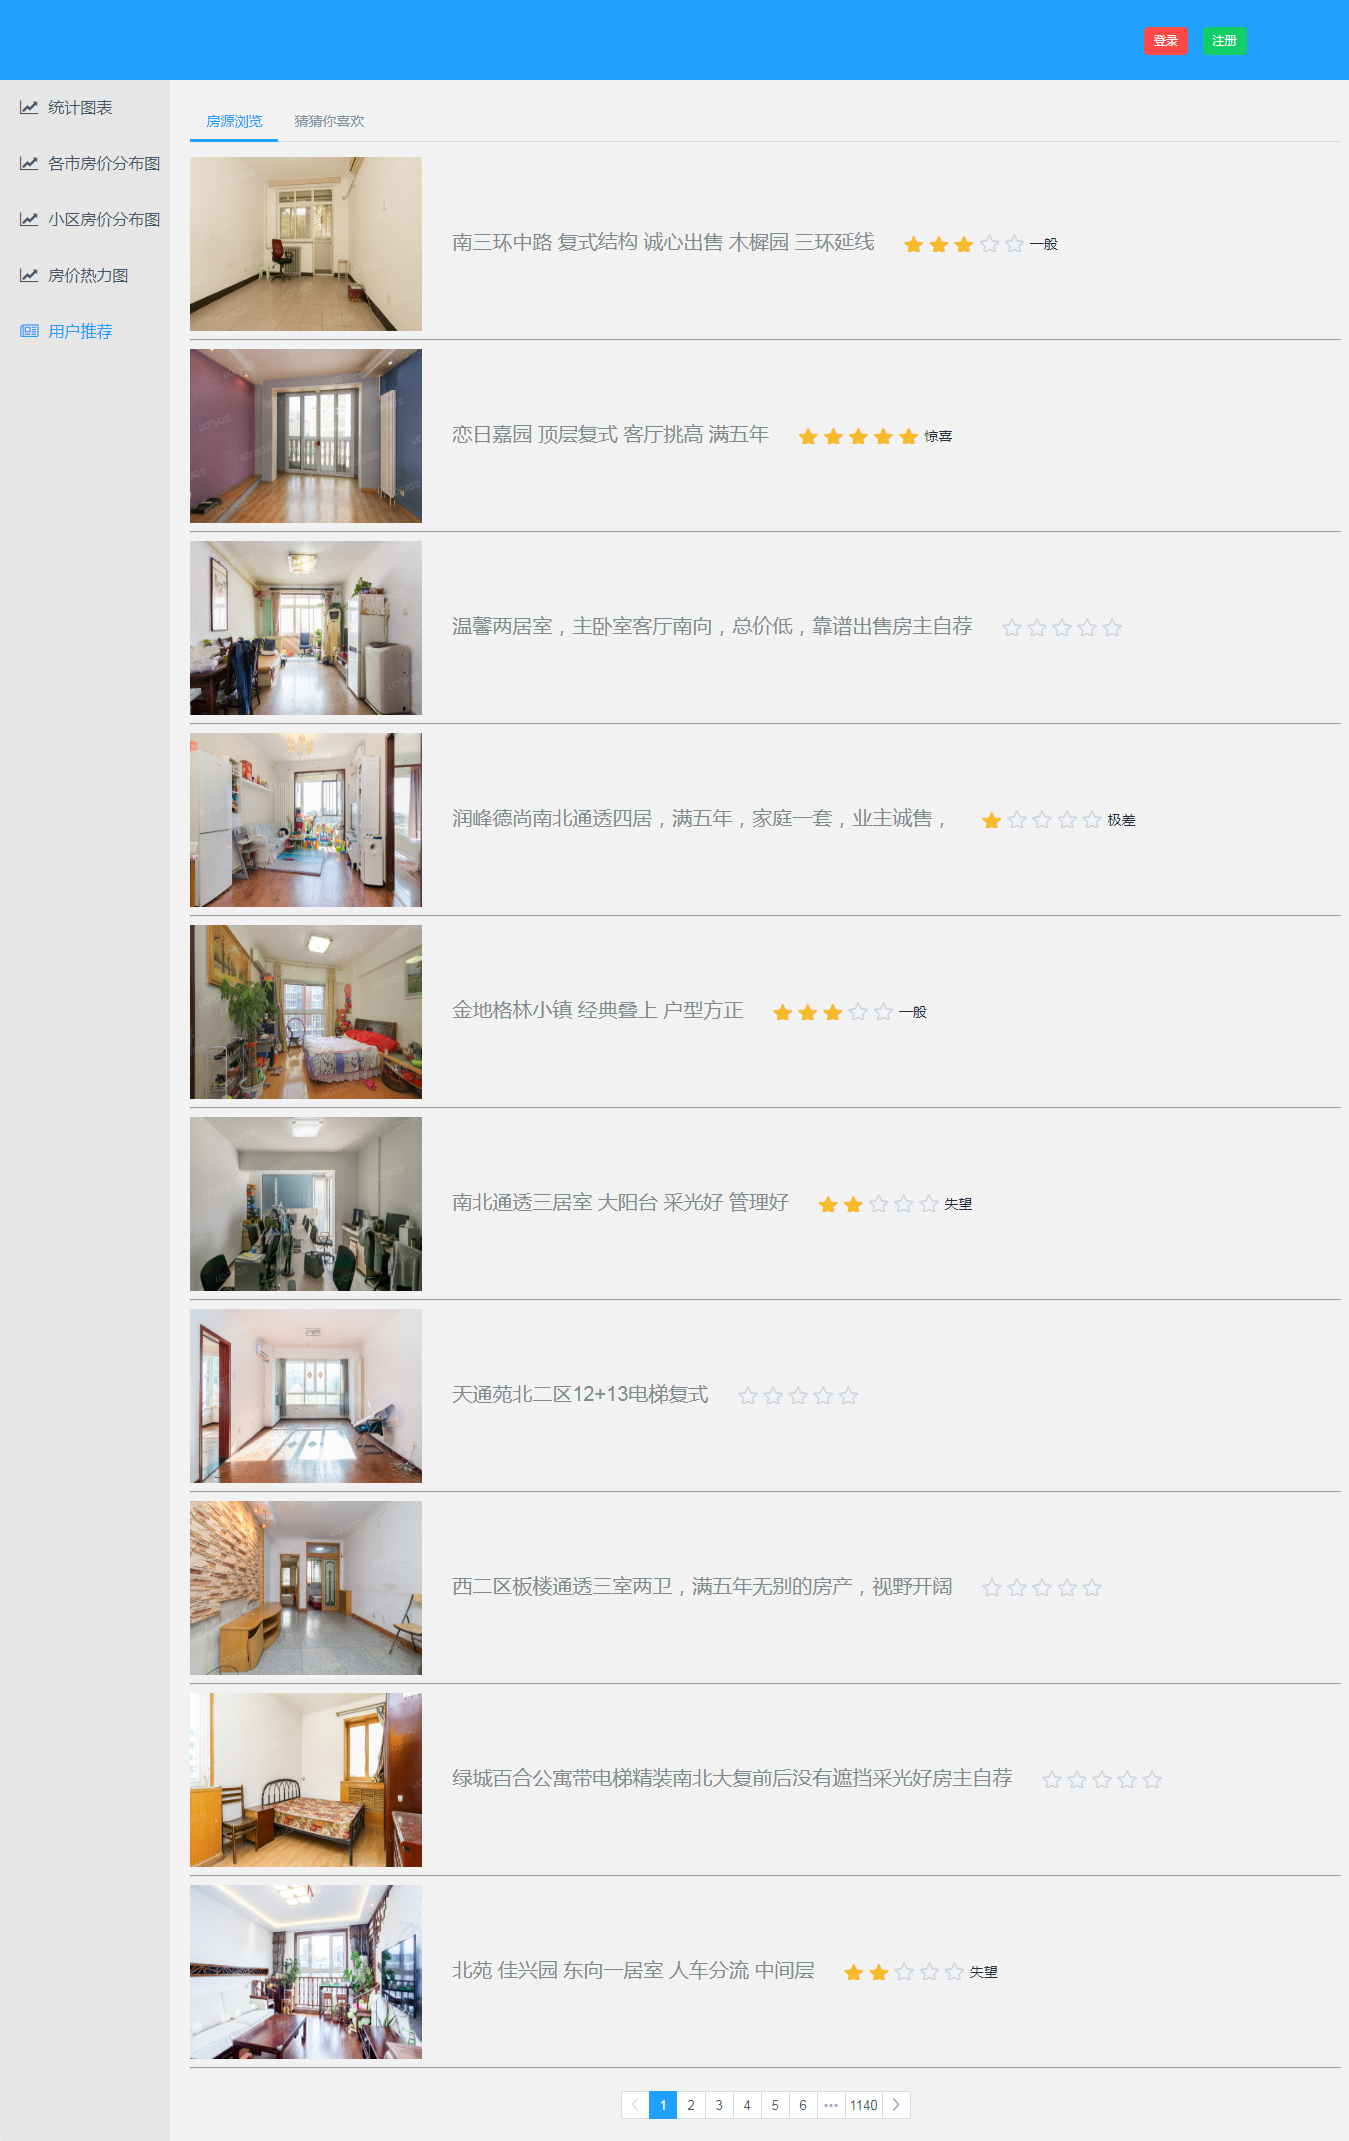 登录 注册
统计图表
各市房价分布图
小区房价分布图
房价热力图
用户推荐
房源浏览 猜猜你喜欢
南三环中路 复式结构 诚心出售 木樨园 三环延线 一般
恋日嘉园 顶层复式 客厅挑高 满五年 惊喜
温馨两居室，主卧室客厅南向，总价低，靠谱出售房主自荐
润峰德尚南北通透四居，满五年，家庭一套，业主诚售， 极差
金地格林小镇 经典叠上 户型方正 一般
南北通透三居室 大阳台 采光好 管理好 失望
天通苑北二区12+13电梯复式
西二区板楼通透三室两卫，满五年无别的房产，视野开阔
绿城百合公寓带电梯精装南北大复前后没有遮挡采光好房主自荐
北苑 佳兴园 东向一居室 人车分流 中间层 失望
1 2 3 4 5 6 ••• 1140